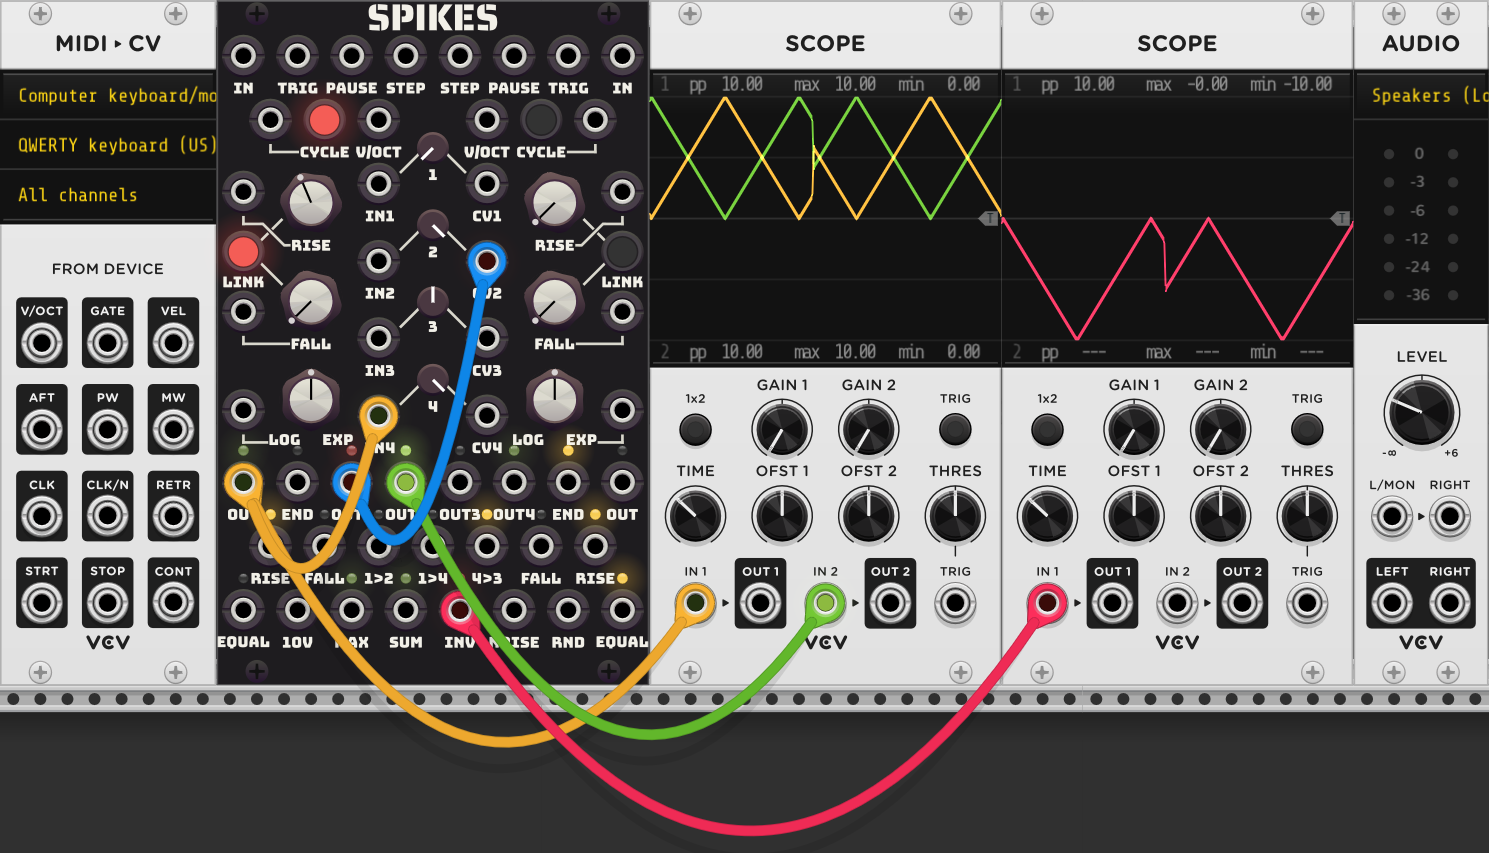 MIDI ▸ CV
Computer keyboard/mo
QWERTY keyboard (US)
All channels
FROM DEVICE
V/OCT GATE VEL
AFT PW MW
CLK CLK/N RETR
STRT STOP CONT
VCV
SPIKES
IN TRIG PAUSE STEP STEP PAUSE TRIG IN
CYCLE V/OCT V/OCT CYCLE
1
IN1 CV1
RISE RISE
2
LINK IN2 CV2 LINK
3
FALL FALL
IN3 CV3
4
LOG EXP IN4 CV4 LOG EXP
END OUT3 OUT4 END OUT
RISE FALL 1>2 1>4 4>3 FALL RISE
EQUAL 10V MAX SUM INV NOISE RND EQUAL
SCOPE
1 pp 10.00 max 10.00 min 0.00
T
2 pp 10.00 max 10.00 min 0.00
1x2 GAIN 1 GAIN 2 TRIG
TIME OFST 1 OFST 2 THRES
IN 1 OUT 1 IN 2 OUT 2 TRIG
VCV
SCOPE
1 pp 10.00 max -0.00 min -10.00
T
2 pp --- max --- min ---
1x2 GAIN 1 GAIN 2 TRIG
TIME OFST 1 OFST 2 THRES
IN 1 OUT 1 IN 2 OUT 2 TRIG
VCV
AUDIO
Speakers (Lo
0
-3
-6
-12
-24
-36
LEVEL
-∞ +6
L/MON RIGHT
LEFT RIGHT
VCV